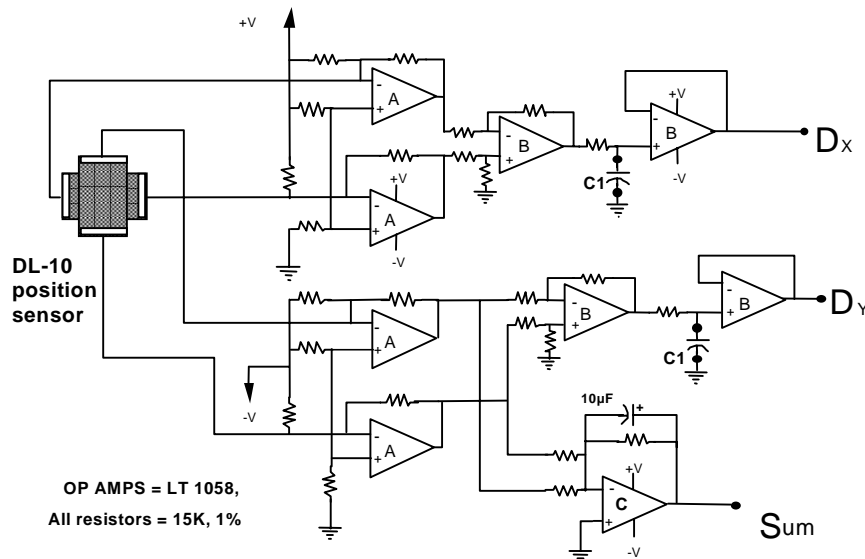 +V
-
A
+
-
B
+
-
+V
B
+
-V
DX
C1
-
+V
A
+
-V
DL-10
position
sensor
-
A
+
-V
-
B
+
-
B
+
DY
C1
-
A
+
10µF
+
+V
-
C
+
-V
Sum
OP AMPS = LT 1058,
All resistors = 15K, 1%